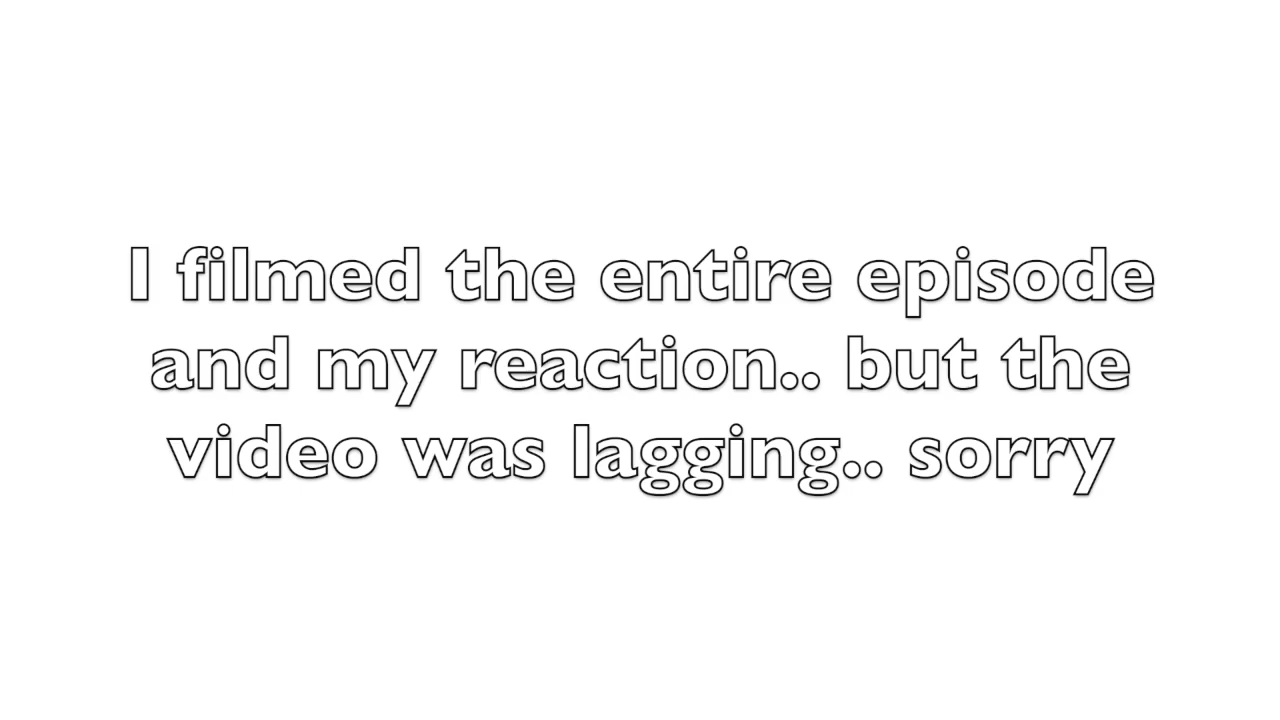 I filmed the entire episode
and my reaction.. but the
video was lagging.. sorry